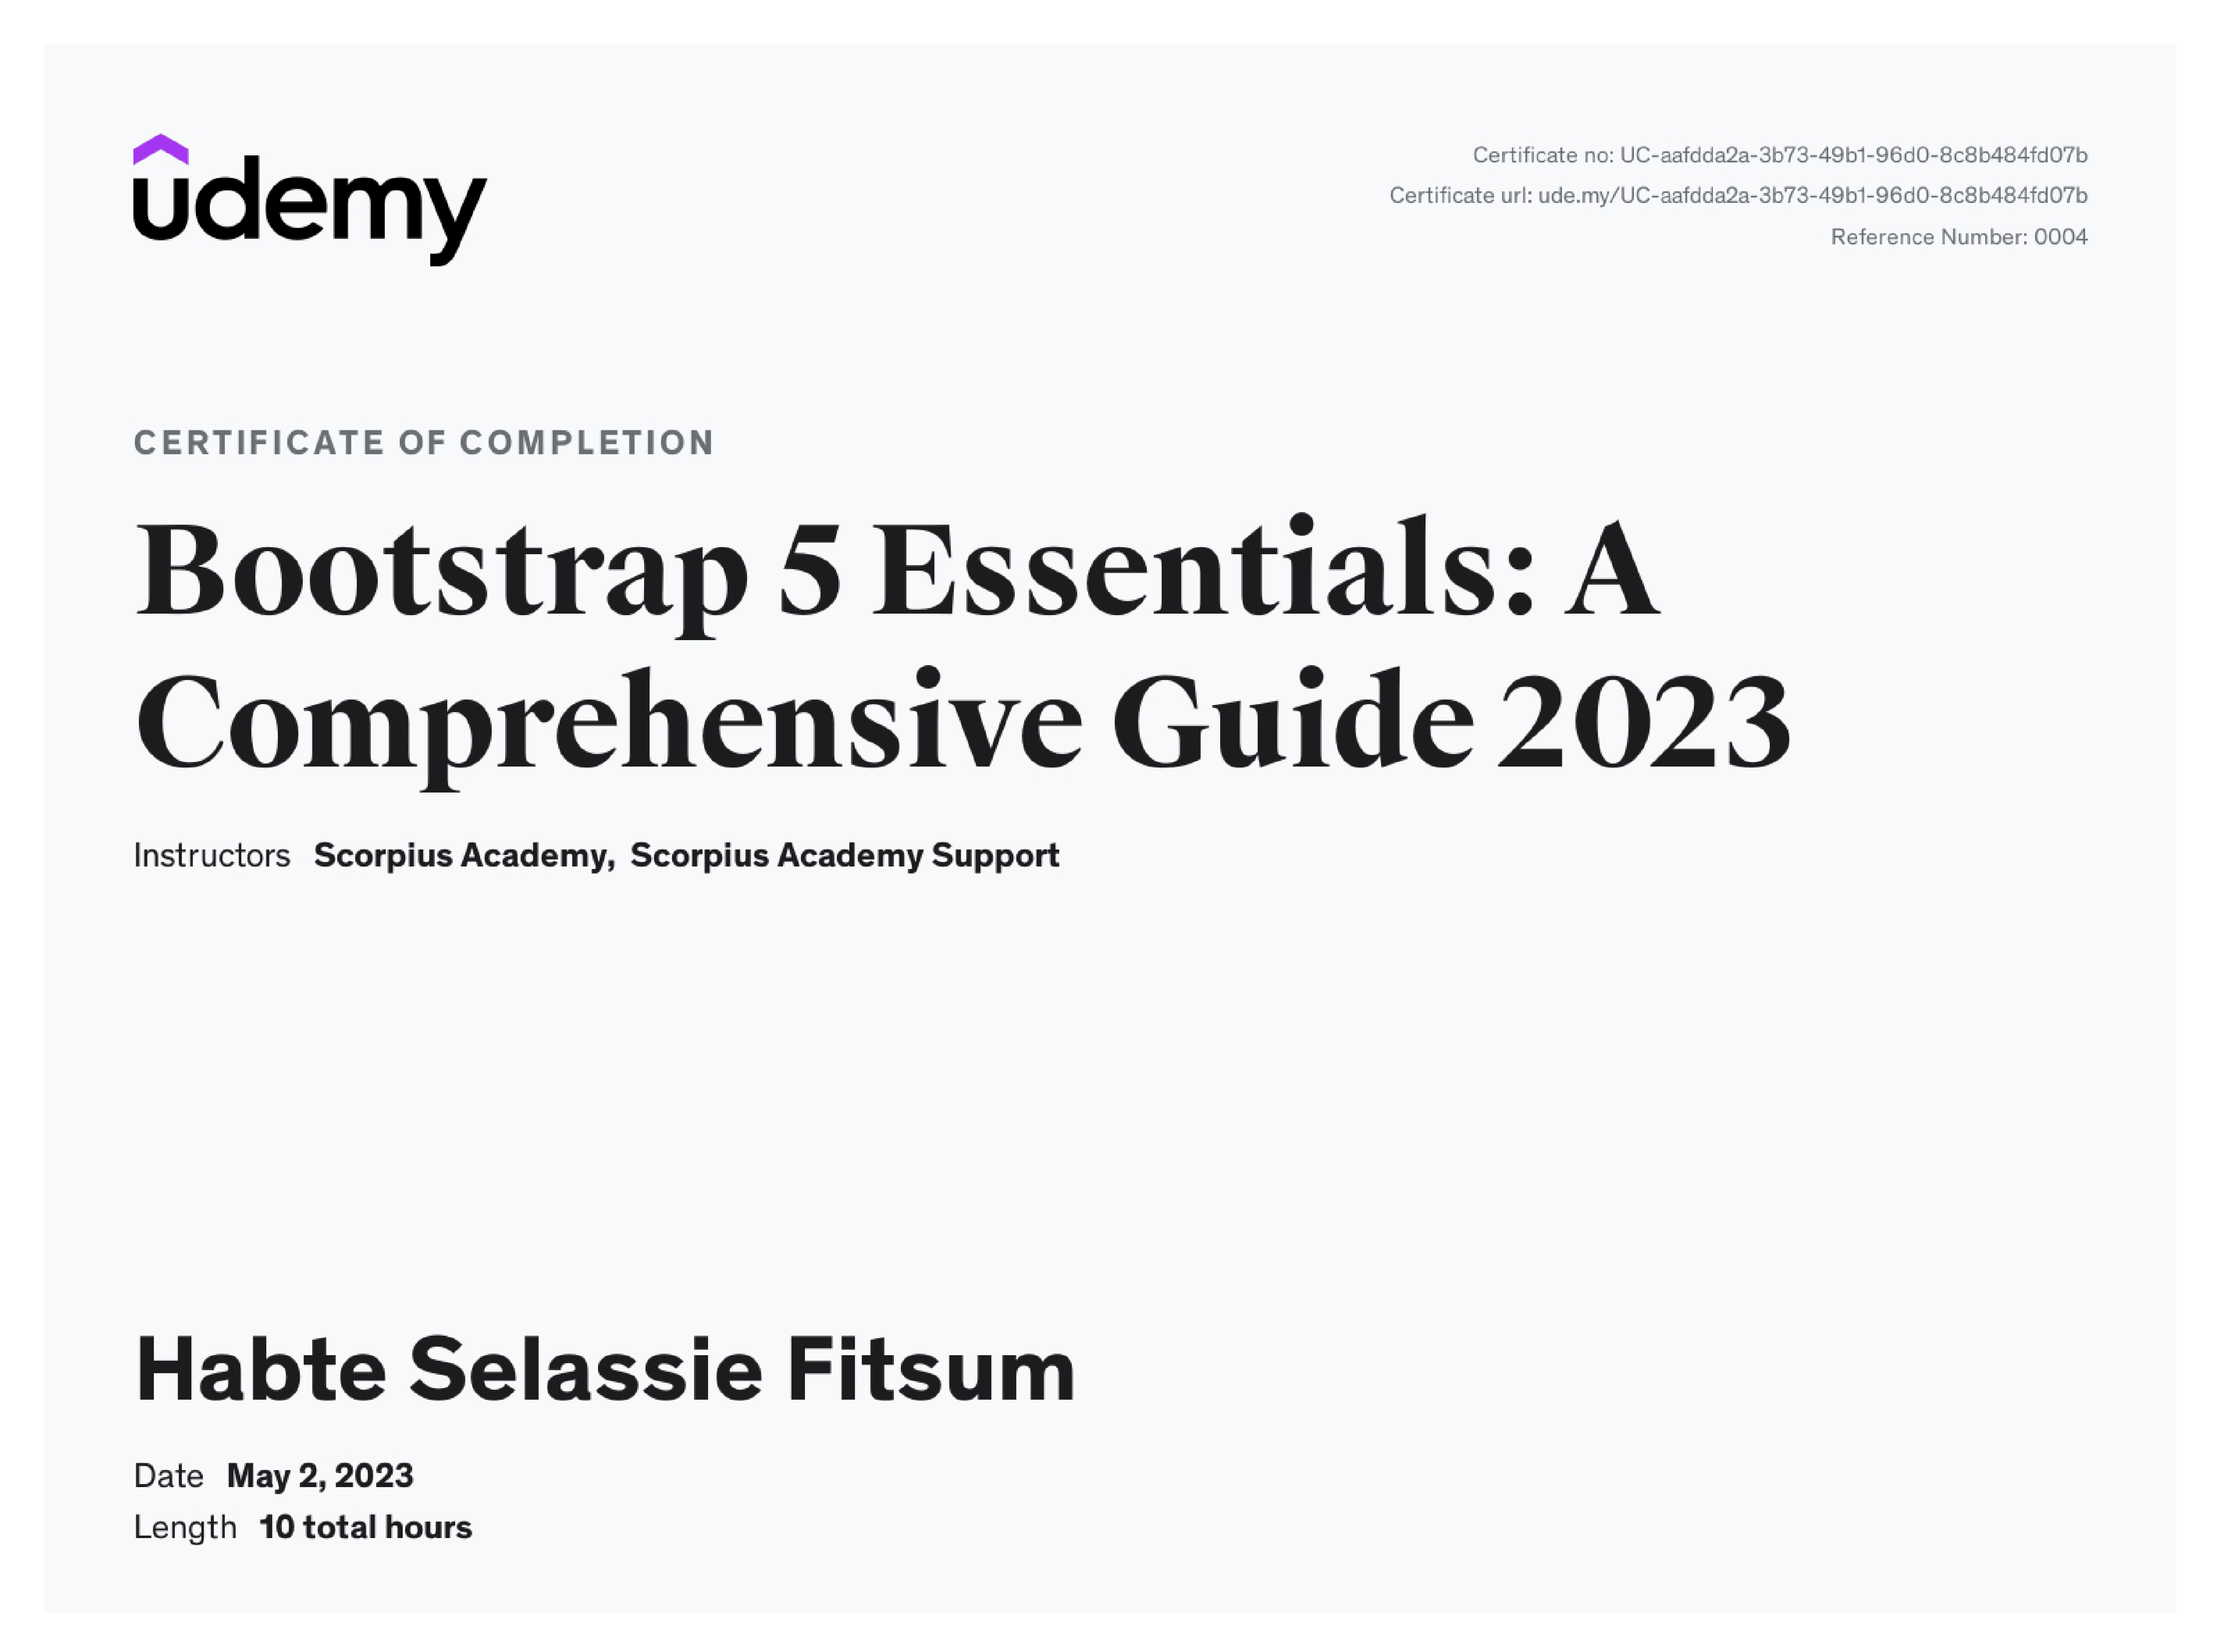 udemy
Certificate no: UC-aafdda2a-3b73-49b1-96d0-8c8b484fd07b
Certificate url: ude.my/UC-aafdda2a-3b73-49b1-96d0-8c8b484fd07b
Reference Number: 0004
CERTIFICATE OF COMPLETION
Bootstrap 5 Essentials: A
Comprehensive Guide 2023
Instructors Scorpius Academy, Scorpius Academy Support
Habte Selassie Fitsum
Date May 2, 2023
Length 10 total hours